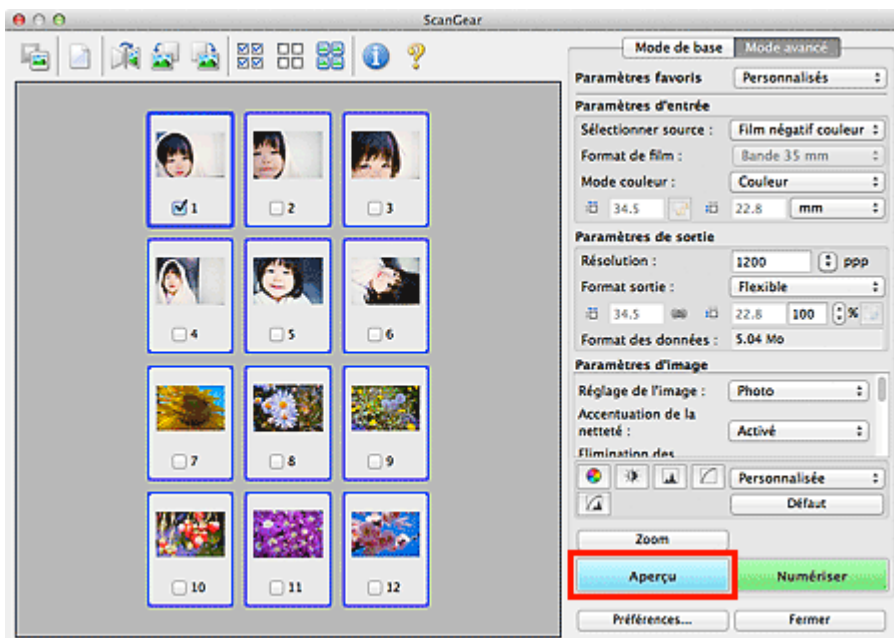 ScanGear
Mode de base Mode avancé
Paramètres favoris Personnalisés
Paramètres d'entrée
Sélectionner source : Film négatif couleur
Format de film : Bande 35 mm
Mode couleur : Couleur
34.5 22.8 mm
Paramètres de sortie
Résolution : 1200 ppp
Format sortie : Flexible
34.5 22.8 100 %
Format des données : 5.04 Mo
Paramètres d'image
Réglage de l'image : Photo
Accentuation de la
netteté : Activé
Elimination des
Personnalisée
Défaut
Zoom
Aperçu Numériser
Préférences... Fermer
1 2 3
4 5 6
7 8 9
10 11 12